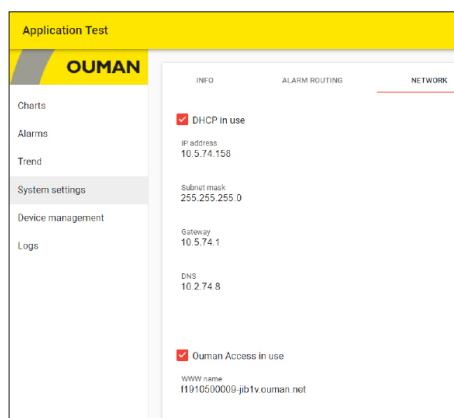 Application Test
OUMAN
INFO ALARM ROUTING NETWORK
Charts
Alarms
Trend
System settings
Device management
Logs
DHCP in use
IP address
10.5.74.158
Subnet mask
255.255.255.0
Gateway
10.5.74.1
DNS
10.2.74.8
Ouman Access in use
WWW name
f1910500009-jib1v.ouman.net